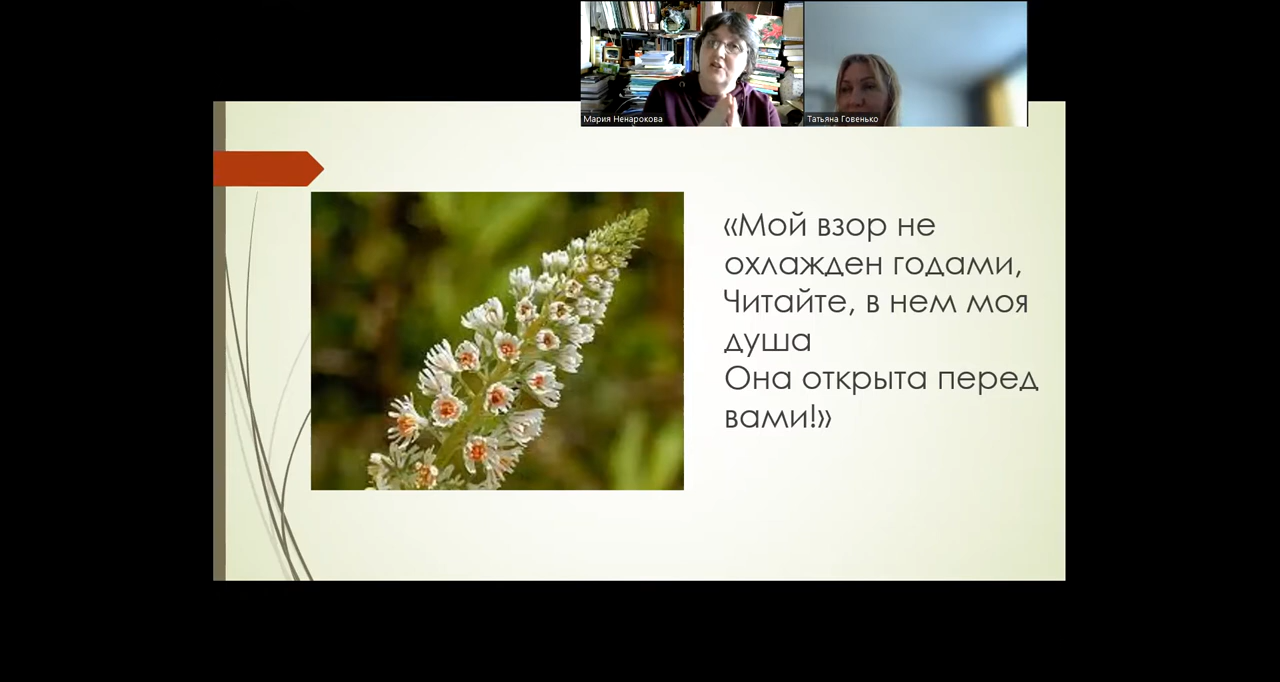 Мария Ненарокова
Татьяна Говенько
«Мой взор не
охлажден годами,
Читайте, в нем моя
душа
Она открыта перед
вами!»